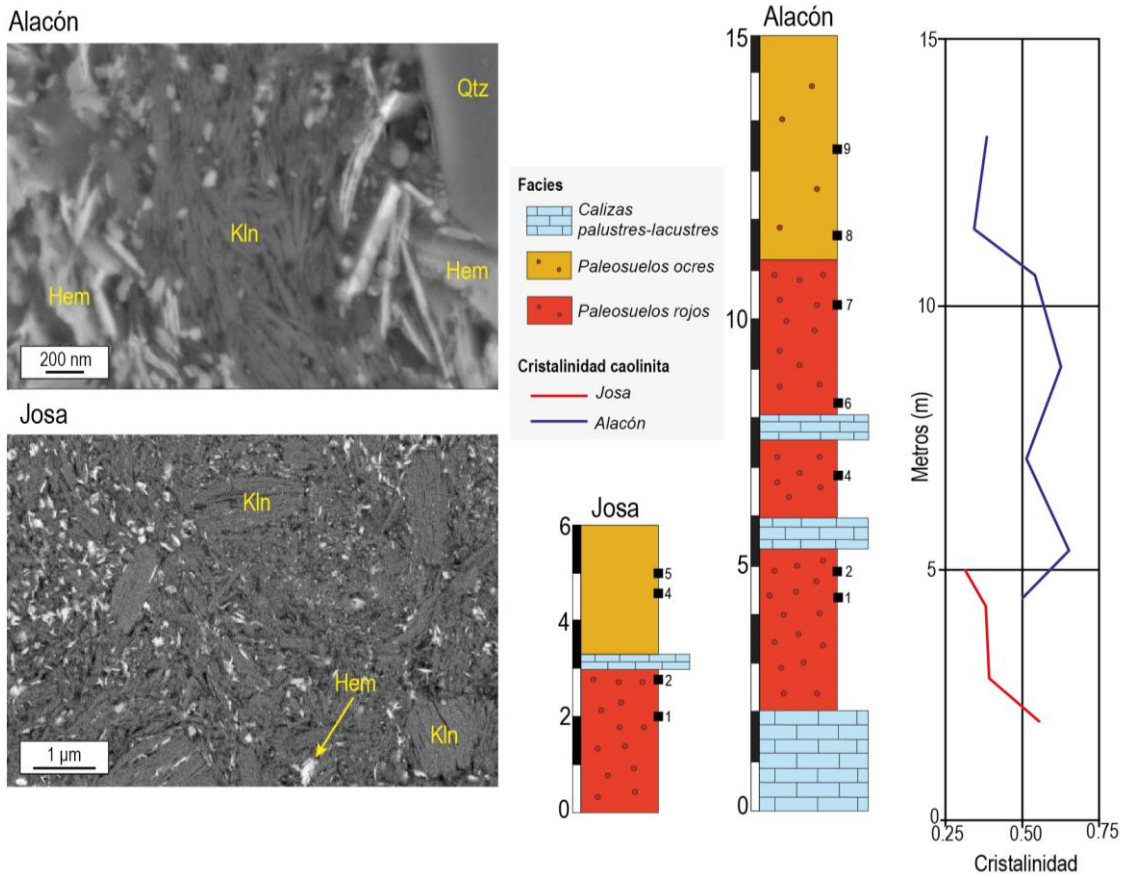 Alacón
Qtz
Kln
Hem
Hem
200 nm
Josa
Kln
Hem
Kln
1 µm
Facies
Calizas
palustres-lacustres
Paleosuelos ocres
Paleosuelos rojos
Cristalinidad caolinita
Josa
Alacón
Josa
6
5
4
4
2
2
1
0
Alacón
15
9
8
7
10
6
4
5
2
1
0
15
10
5
0
Metros (m)
0.25
0.50
0.75
Cristalinidad